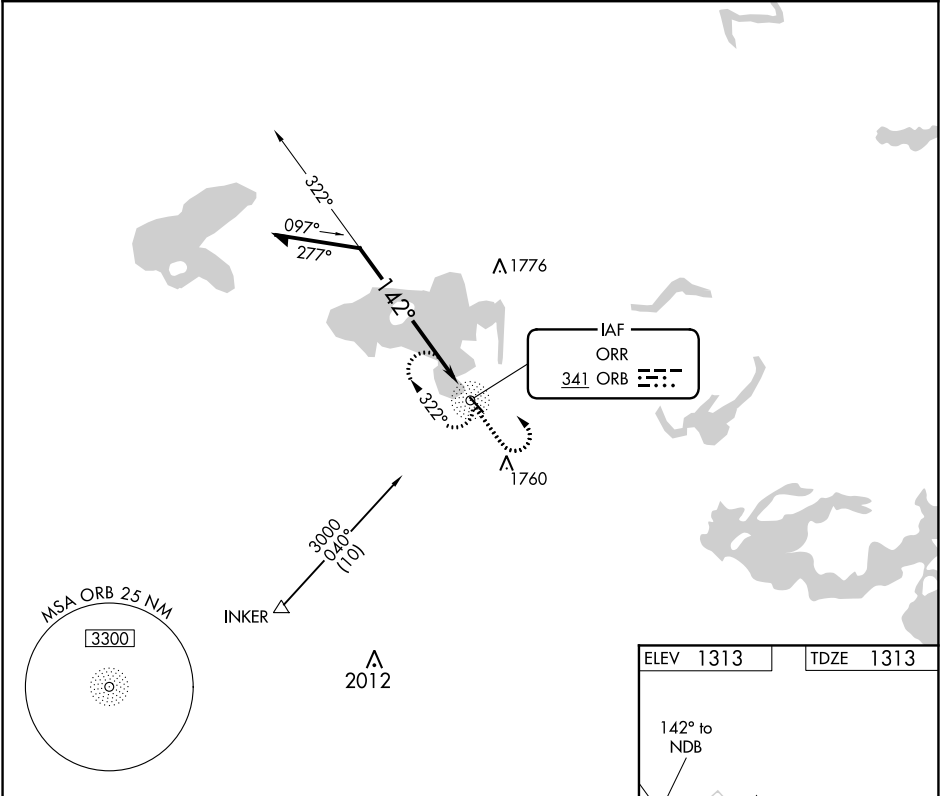 322°
097°
277°
142°
1776
IAF
ORR
341 ORB
322°
1760
3000
040°
(10)
INKER
MSA ORB 25 NM
3300
2012
ELEV 1313
TDZE 1313
142° to
NDB